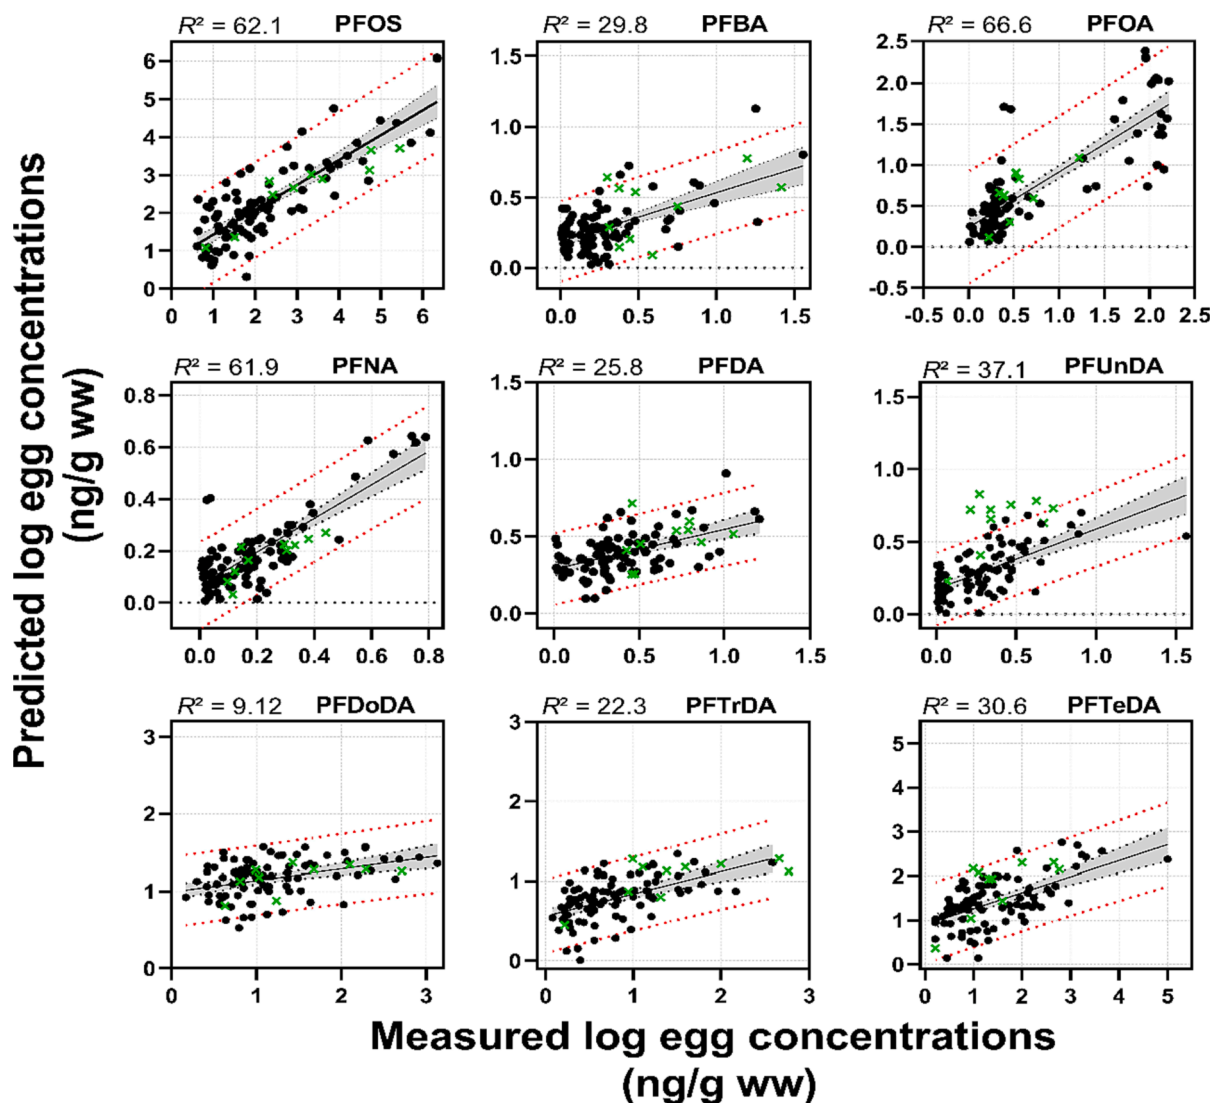 R² = 62.1 PFOS
R² = 29.8 PFBA
R² = 66.6 PFOA
6
5
4
3
2
1
0
0 1 2 3 4 5 6
1.5
1.0
0.5
0.0
0.0 0.5 1.0 1.5
2.5
2.0
1.5
1.0
0.5
0.0
-0.5
-0.5 0.0 0.5 1.0 1.5 2.0 2.5
R² = 61.9 PFNA
R² = 25.8 PFDA
R² = 37.1 PFUnDA
0.8
0.6
0.4
0.2
0.0
0.0 0.2 0.4 0.6 0.8
1.5
1.0
0.5
0.0
0.0 0.5 1.0 1.5
1.5
1.0
0.5
0.0
0.0 0.5 1.0 1.5
R² = 9.12 PFDoDA
R² = 22.3 PFTrDA
R² = 30.6 PFTeDA
3
2
1
0
0 1 2 3
3
2
1
0
0 1 2 3
5
4
3
2
1
0
0 1 2 3 4 5
Predicted log egg concentrations
(ng/g ww)
Measured log egg concentrations
(ng/g ww)